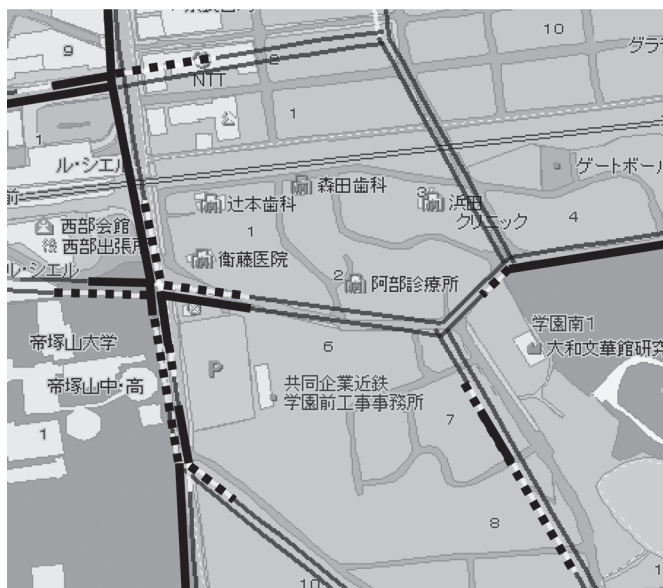 10
9
グラ
NTT
2
1
1
ル・シエル
ゲートボール
前
森田歯科
辻本歯科
3
浜田
クリニック
4
西部会館
西部出張所
1
ル・シエル
衛藤医院
2
阿部診療所
帝塚山大学
6
学園南1
大和文華館研究
P
帝塚山中・高
共同企業近鉄
学園前工事事務所
7
1
8
10
1